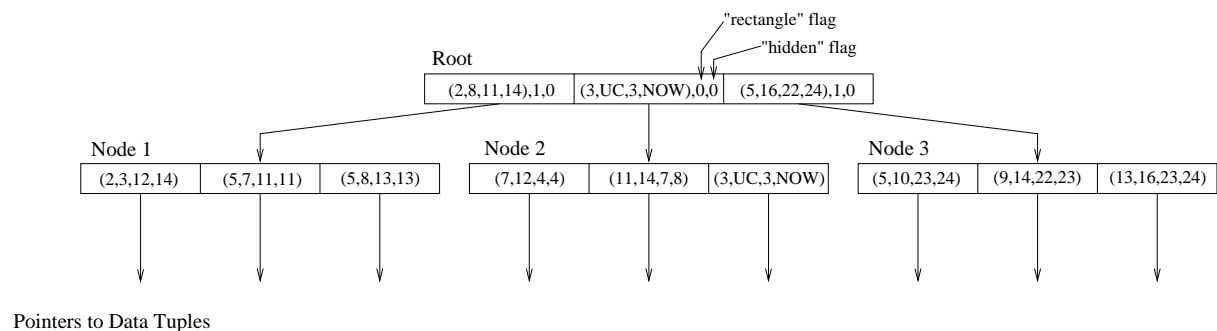 "rectangle" flag
"hidden" flag
Root
(2,8,11,14),1,0 (3,UC,3,NOW),0,0 (5,16,22,24),1,0
Node 1 Node 2 Node 3
(2,3,12,14) (5,7,11,11) (5,8,13,13) (7,12,4,4) (11,14,7,8) (3,UC,3,NOW) (5,10,23,24) (9,14,22,23) (13,16,23,24)
Pointers to Data Tuples